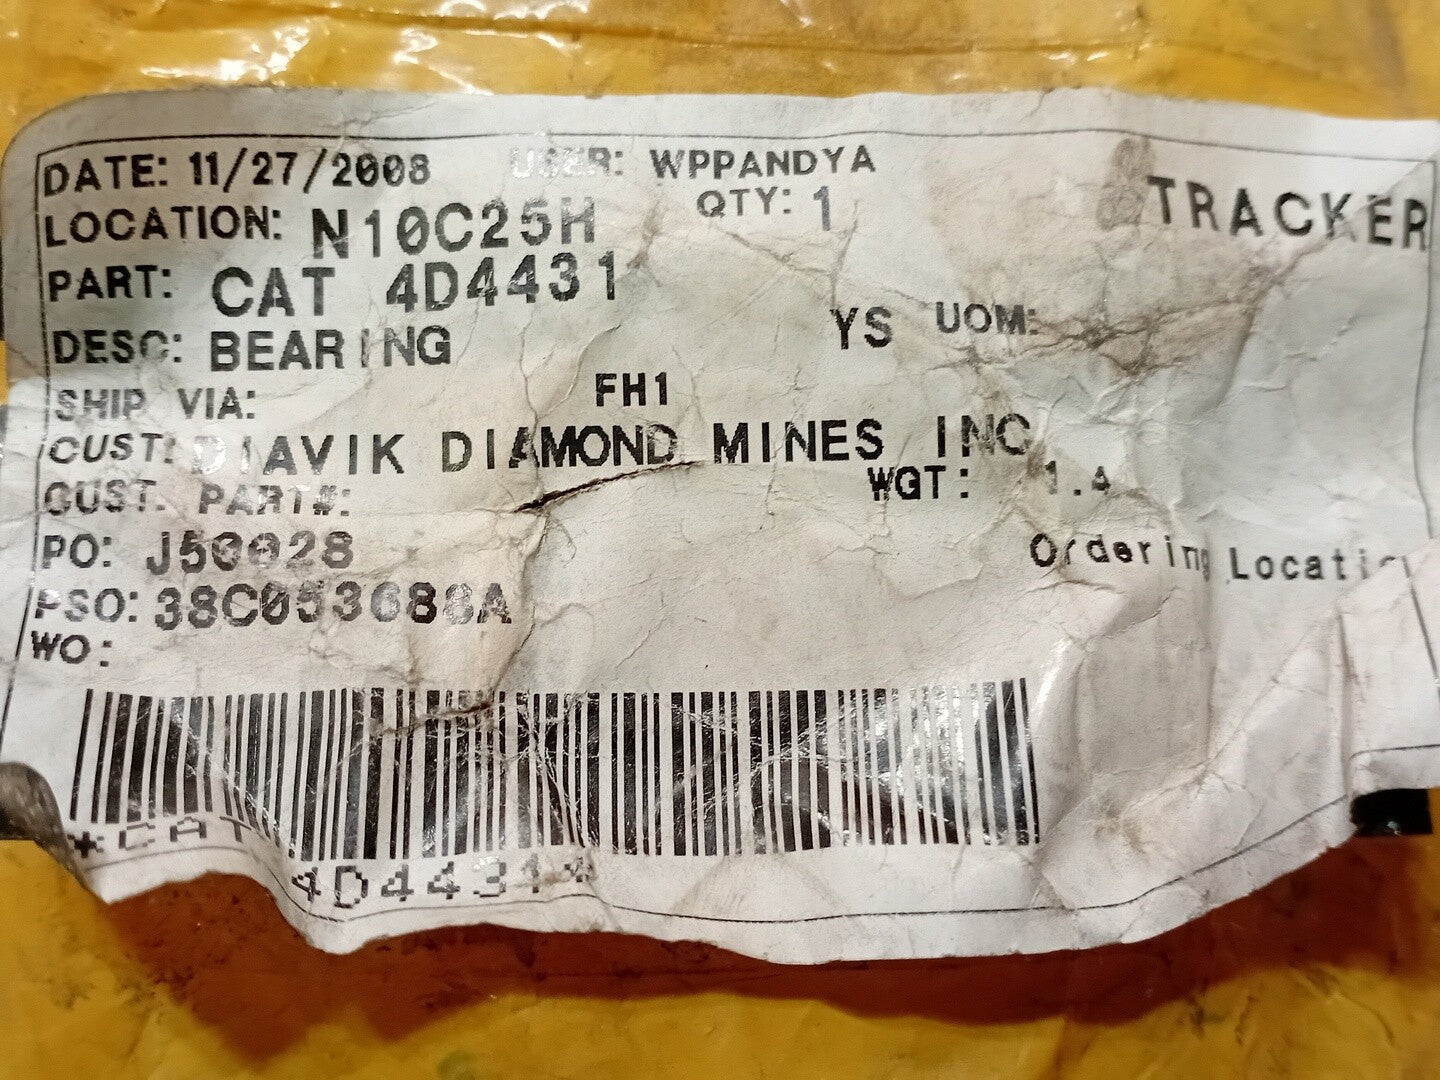 DATE: 11/27/2008 USER: WPPANDYA
QTY: 1
TRACKER
LOCATION: N10C25H
PART: CAT 4D4431
DESC: BEARING
YS UOM:
SHIP VIA: FH1
CUST: DIAVIK DIAMOND MINES INC
CUST. PART#:
WGT: 1.4
PO: J50028
Ordering Locatio
PSO: 38C053688A
WO:
*CAT
4D4431*